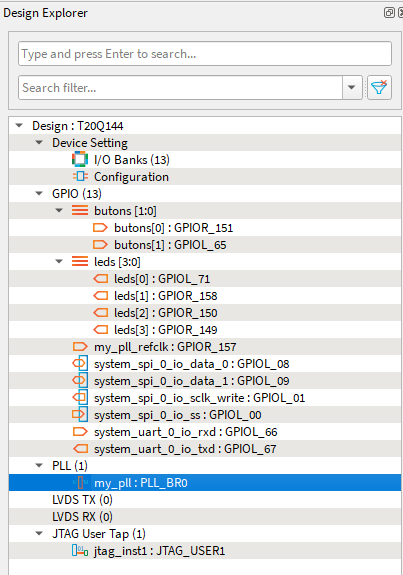 Design Explorer
Type and press Enter to search...
Search filter...
Design : T20Q144
Device Setting
I/O Banks (13)
Configuration
GPIO (13)
butons [1:0]
butons[0] : GPIOR_151
butons[1] : GPIOL_65
leds [3:0]
leds[0] : GPIOL_71
leds[1] : GPIOR_158
leds[2] : GPIOR_150
leds[3] : GPIOR_149
my_pll_refclk : GPIOR_157
system_spi_0_io_data_0 : GPIOL_08
system_spi_0_io_data_1 : GPIOL_09
system_spi_0_io_sclk_write : GPIOL_01
system_spi_0_io_ss : GPIOL_00
system_uart_0_io_rxd : GPIOL_66
system_uart_0_io_txd : GPIOL_67
PLL (1)
my_pll : PLL_BR0
LVDS TX (0)
LVDS RX (0)
JTAG User Tap (1)
jtag_inst1 : JTAG_USER1